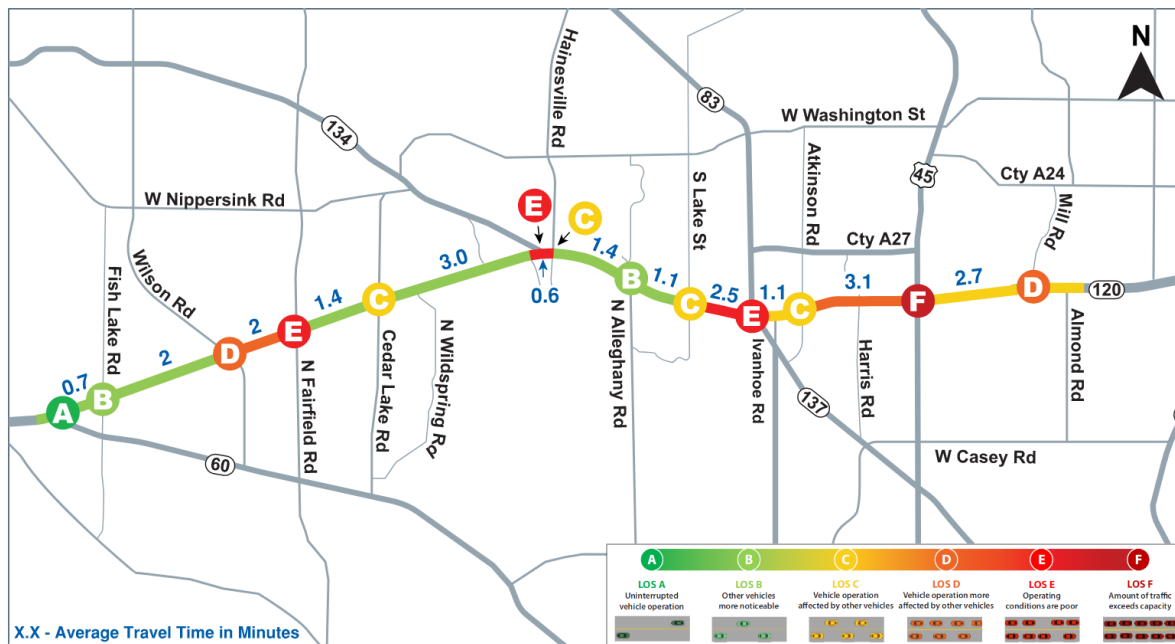 N
Hainesville Rd
83
W Washington St
134
Atkinson Rd
45
Cty A24
S Lake St
Mill Rd
W Nippersink Rd
E
C
Cty A27
Fish Lake Rd
Wilson Rd
3.0
1.4
0.6
B
1.1
2.5
1.1
3.1
2.7
D
120
1.4
C
C
E
C
F
2
E
2
D
0.7
B
A
N Fairfield Rd
Cedar Lake Rd
N Wildspring Rd
N Alleghany Rd
Ivanhoe Rd
Harris Rd
Almond Rd
137
60
W Casey Rd
A B C D E F
LOS A LOS B LOS C LOS D LOS E LOS F
Uninterrupted Other vehicles Vehicle operation Vehicle operation more Operating Amount of traffic
vehicle operation more noticeable affected by other vehicles affected by other vehicles conditions are poor exceeds capacity
X.X - Average Travel Time in Minutes